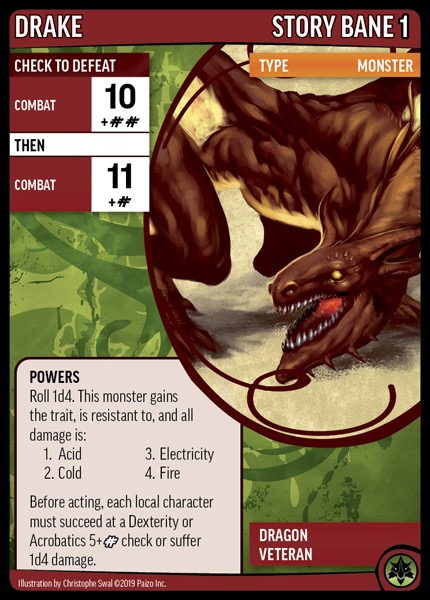 DRAKE
STORY BANE 1
CHECK TO DEFEAT
COMBAT
10
+##
THEN
COMBAT
11
+#
TYPE MONSTER
POWERS
Roll 1d4. This monster gains
the trait, is resistant to, and all
damage is:
1. Acid 3. Electricity
2. Cold 4. Fire
Before acting, each local character
must succeed at a Dexterity or
Acrobatics 5+# check or suffer
1d4 damage.
DRAGON
VETERAN
Illustration by Christophe Swal ©2019 Paizo Inc.